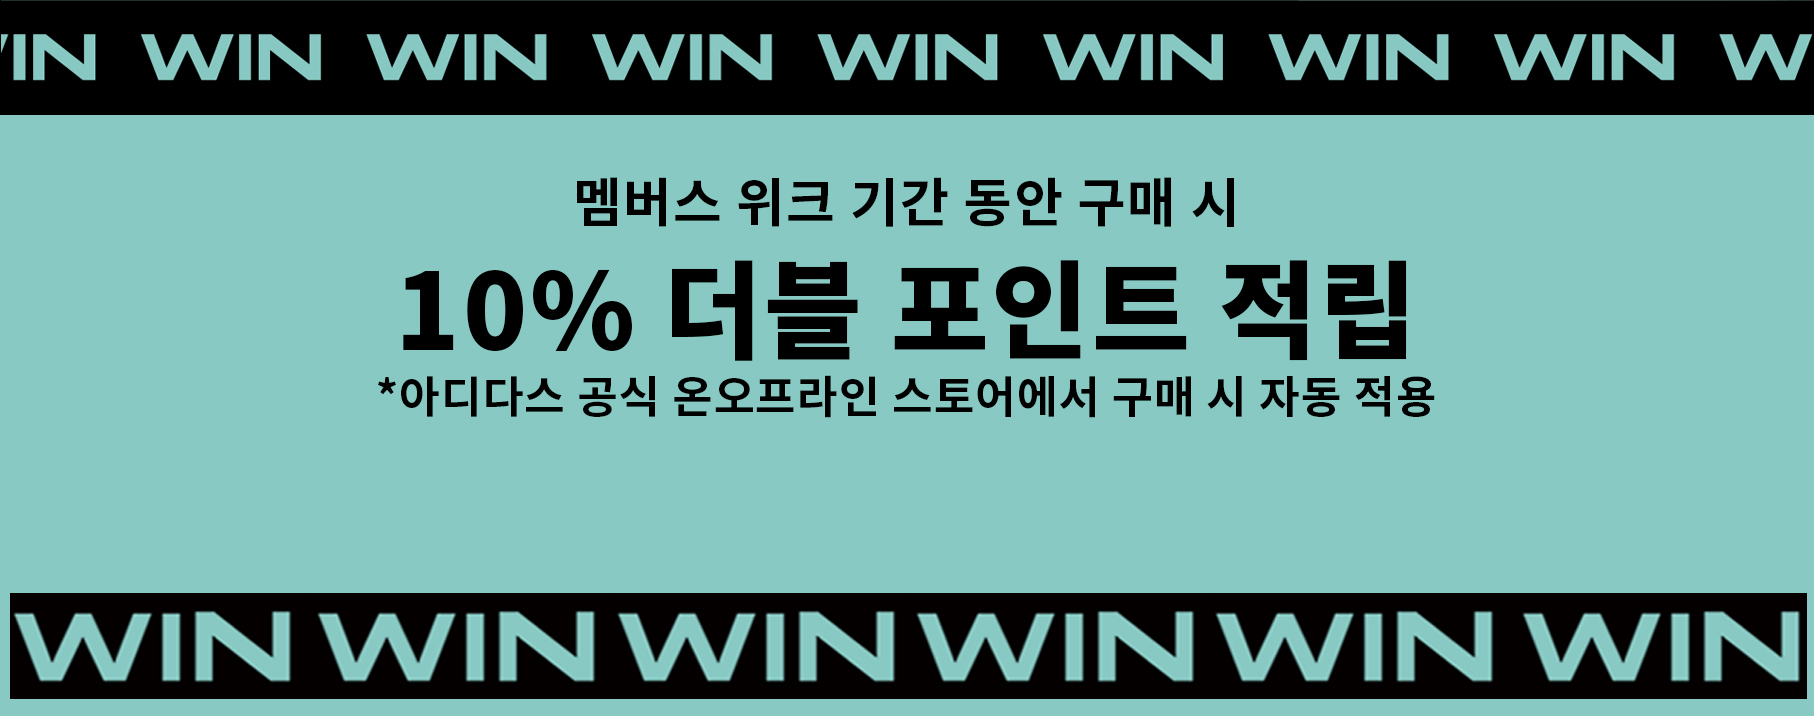 WIN WIN WIN WIN WIN WIN WIN
멤버스 위크 기간 동안 구매 시
10% 더블 포인트 적립
*아디다스 공식 온오프라인 스토어에서 구매 시 자동 적용
WIN WIN WIN WIN WIN WIN